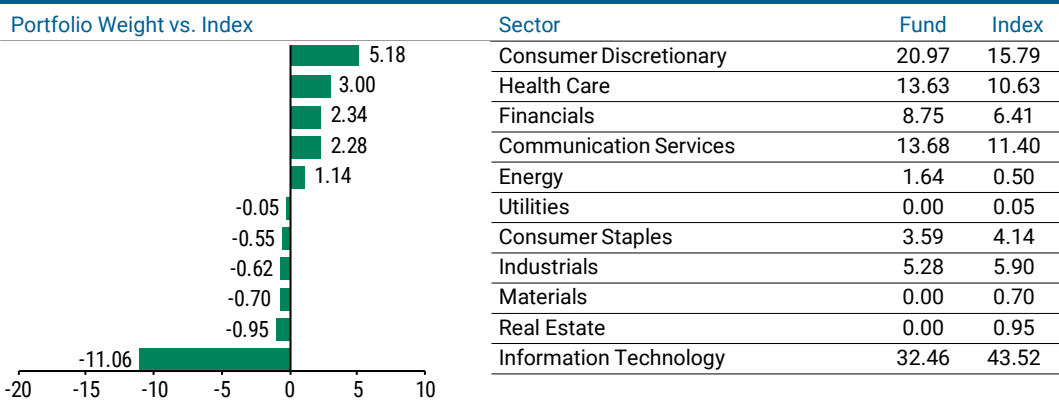 Portfolio Weight vs. Index
Sector Fund Index
5.18 Consumer Discretionary 20.97 15.79
3.00 Health Care 13.63 10.63
2.34 Financials 8.75 6.41
2.28 Communication Services 13.68 11.40
1.14 Energy 1.64 0.50
-0.05 Utilities 0.00 0.05
-0.55 Consumer Staples 3.59 4.14
-0.62 Industrials 5.28 5.90
-0.70 Materials 0.00 0.70
-0.95 Real Estate 0.00 0.95
-11.06 Information Technology 32.46 43.52
-20 -15 -10 -5 0 5 10